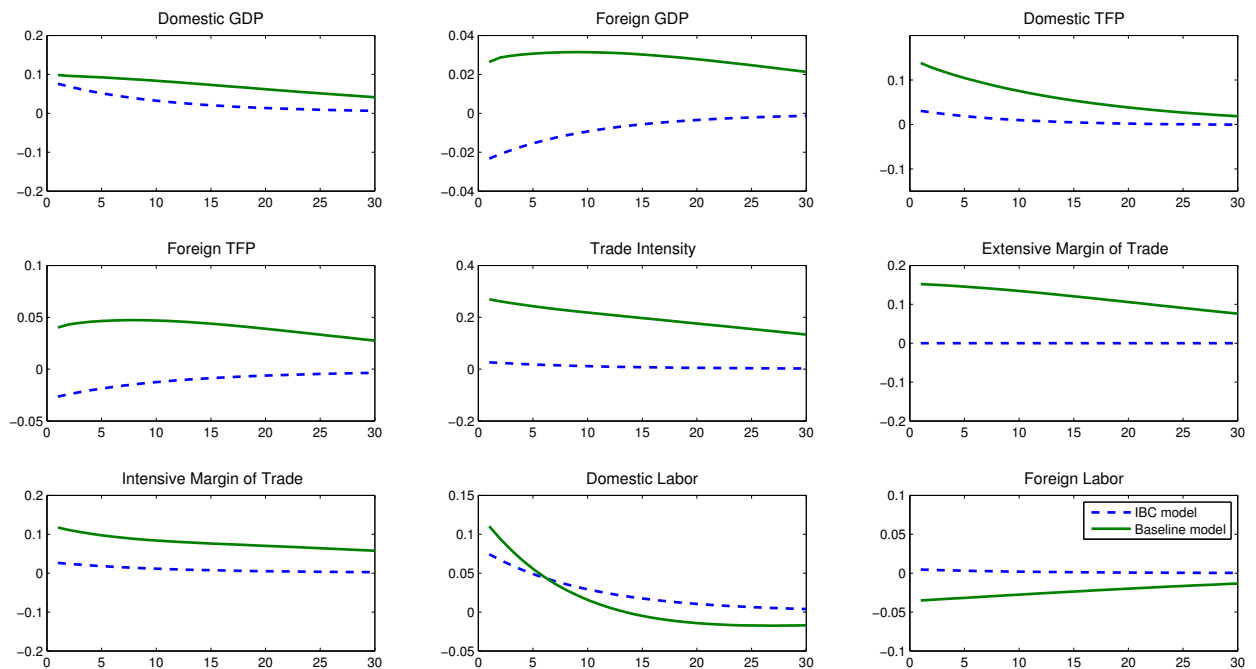 Domestic GDP
0.2
0.1
0
−0.1
−0.2
0 5 10 15 20 25 30
Foreign GDP
0.04
0.02
0
−0.02
−0.04
0 5 10 15 20 25 30
Domestic TFP
0.1
0
−0.1
0 5 10 15 20 25 30
Foreign TFP
0.1
0.05
0
−0.05
0 5 10 15 20 25 30
Trade Intensity
0.4
0.2
0
−0.2
0 5 10 15 20 25 30
Extensive Margin of Trade
0.2
0.1
0
−0.1
−0.2
0 5 10 15 20 25 30
Intensive Margin of Trade
0.2
0.1
0
−0.1
−0.2
0 5 10 15 20 25 30
Domestic Labor
0.15
0.1
0.05
0
0.05
0 5 10 15 20 25 30
Foreign Labor
0.1
0.05
0
−0.05
−0.1
0 5 10 15 20 25 30
IBC model
Baseline model